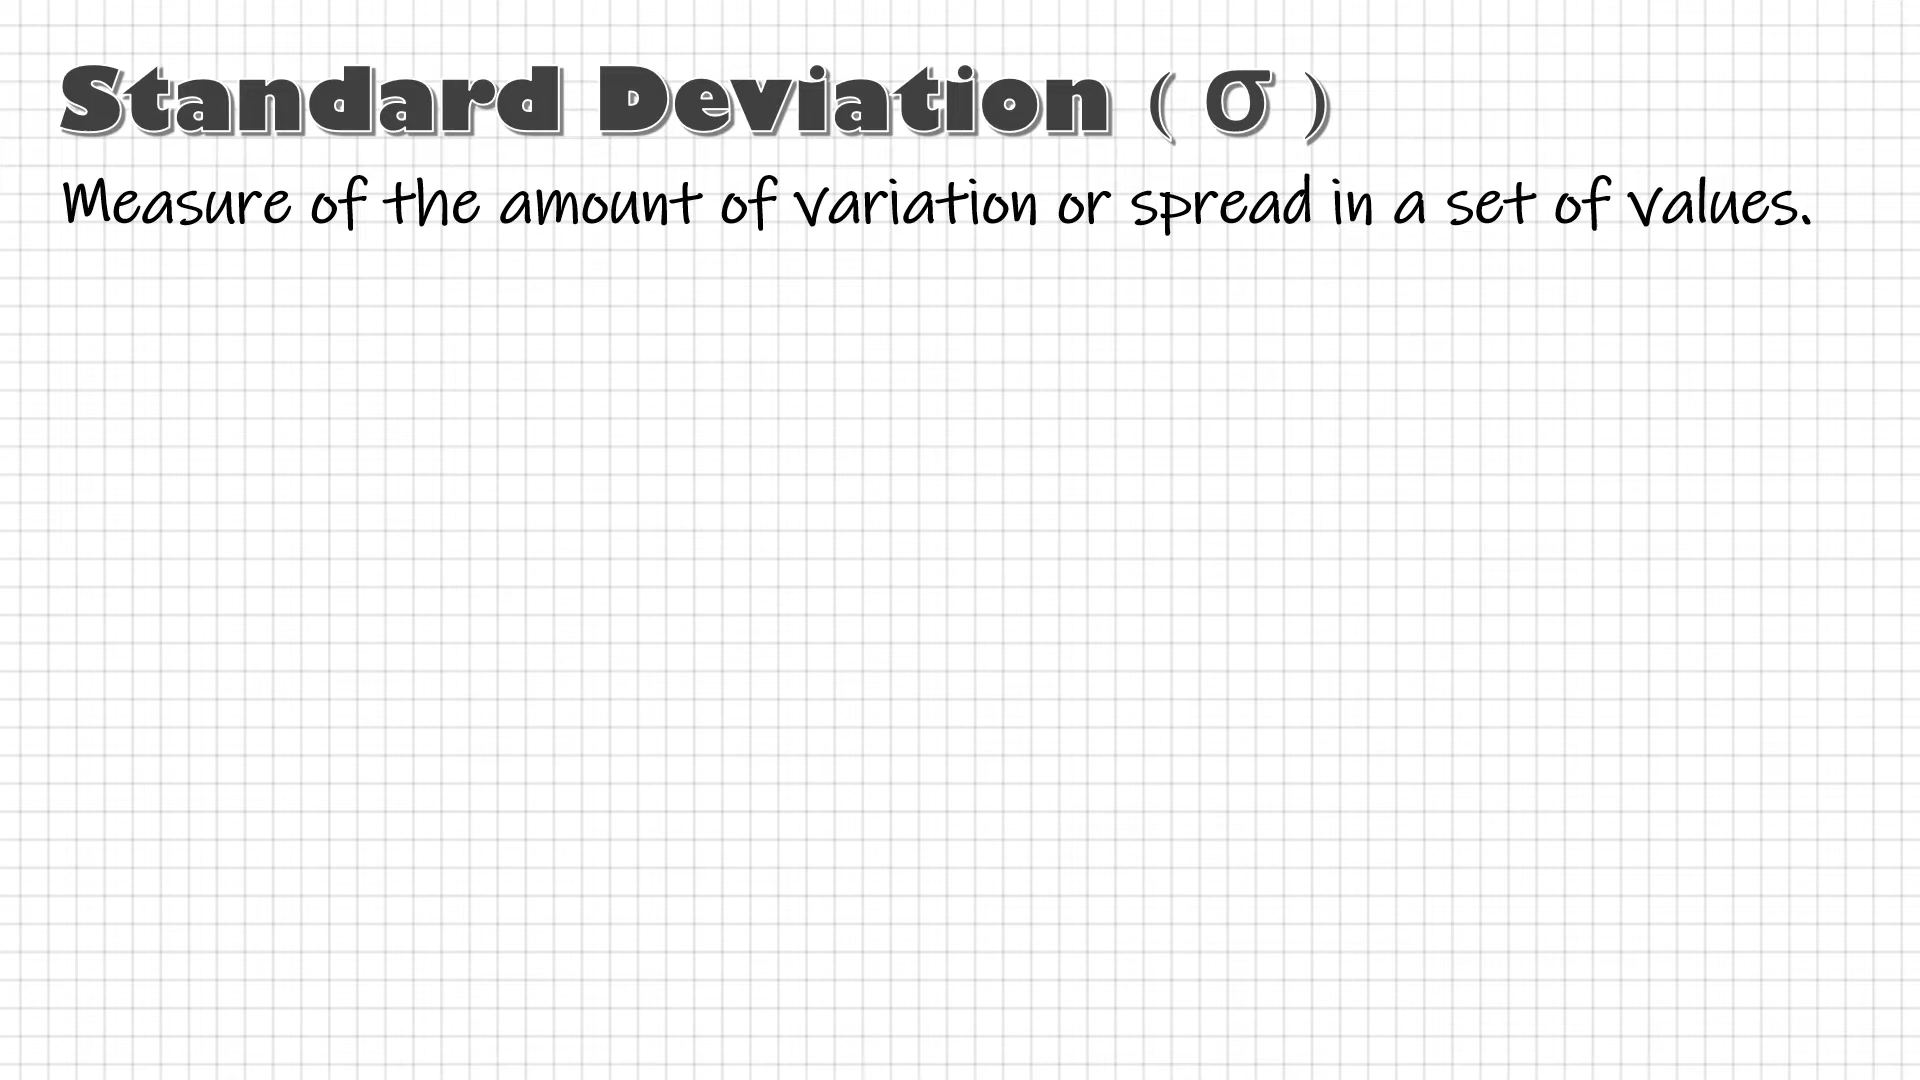 Standard Deviation ( σ )
Measure of the amount of variation or spread in a set of values.